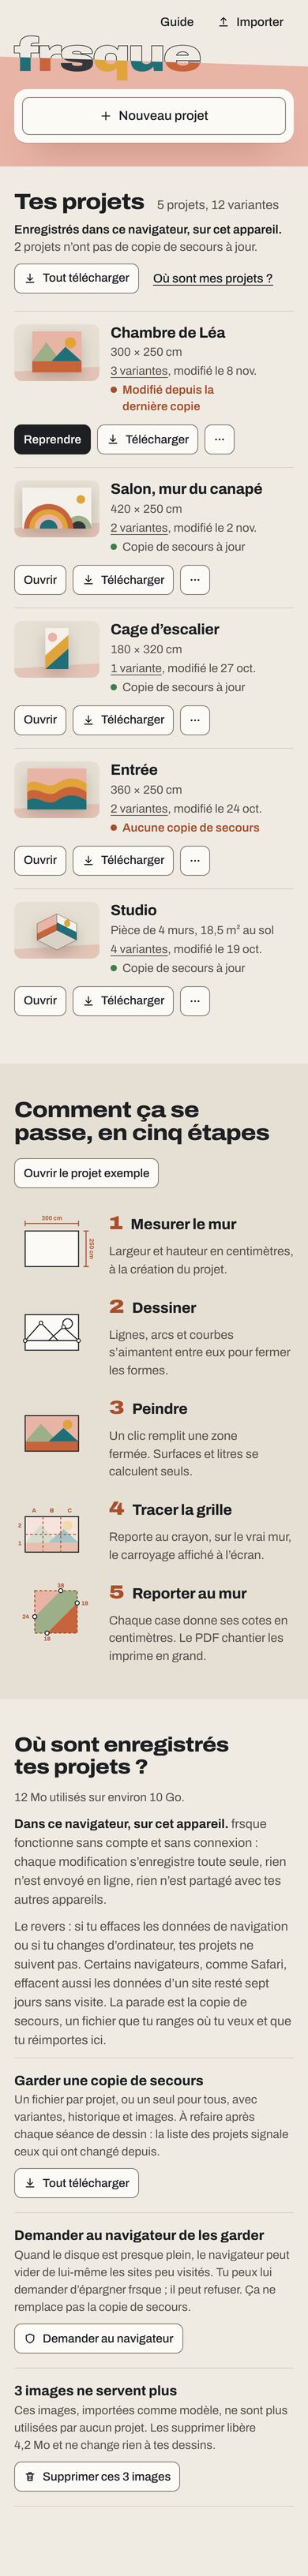 Guide
Importer
frsque
Nouveau projet
Tes projets
5 projets, 12 variantes
Enregistrés dans ce navigateur, sur cet appareil.
2 projets n’ont pas de copie de secours à jour.
Tout télécharger
Où sont mes projets ?
Chambre de Léa
300 × 250 cm
3 variantes, modifié le 8 nov.
Modifié depuis la
dernière copie
Reprendre
Télécharger
Salon, mur du canapé
420 × 250 cm
2 variantes, modifié le 2 nov.
Copie de secours à jour
Ouvrir
Télécharger
Cage d’escalier
180 × 320 cm
1 variante, modifié le 27 oct.
Copie de secours à jour
Ouvrir
Télécharger
Entrée
360 × 250 cm
2 variantes, modifié le 24 oct.
Aucune copie de secours
Ouvrir
Télécharger
Studio
Pièce de 4 murs, 18,5 m² au sol
4 variantes, modifié le 19 oct.
Copie de secours à jour
Ouvrir
Télécharger
Comment ça se
passe, en cinq étapes
Ouvrir le projet exemple
300 cm
250 cm
1 Mesurer le mur
Largeur et hauteur en centimètres,
à la création du projet.
2 Dessiner
Lignes, arcs et courbes
s’aimantent entre eux pour fermer
les formes.
3 Peindre
Un clic remplit une zone
fermée. Surfaces et litres se
calculent seuls.
A B C
2
1
4 Tracer la grille
Reporte au crayon, sur le vrai mur,
le carroyage affiché à l’écran.
39
18
24
18
5 Reporter au mur
Chaque case donne ses cotes en
centimètres. Le PDF chantier les
imprime en grand.
Où sont enregistrés
tes projets ?
12 Mo utilisés sur environ 10 Go.
Dans ce navigateur, sur cet appareil. frsque
fonctionne sans compte et sans connexion :
chaque modification s’enregistre toute seule, rien
n’est envoyé en ligne, rien n’est partagé avec tes
autres appareils.
Le revers : si tu effaces les données de navigation
ou si tu changes d’ordinateur, tes projets ne
suivent pas. Certains navigateurs, comme Safari,
effacent aussi les données d’un site resté sept
jours sans visite. La parade est la copie de
secours, un fichier que tu ranges où tu veux et que
tu réimportes ici.
Garder une copie de secours
Un fichier par projet, ou un seul pour tous, avec
variantes, historique et images. À refaire après
chaque séance de dessin : la liste des projets signale
ceux qui ont changé depuis.
Tout télécharger
Demander au navigateur de les garder
Quand le disque est presque plein, le navigateur peut
vider de lui-même les sites peu visités. Tu peux lui
demander d’épargner frsque ; il peut refuser. Ça ne
remplace pas la copie de secours.
Demander au navigateur
3 images ne servent plus
Ces images, importées comme modèle, ne sont plus
utilisées par aucun projet. Les supprimer libère
4,2 Mo et ne change rien à tes dessins.
Supprimer ces 3 images